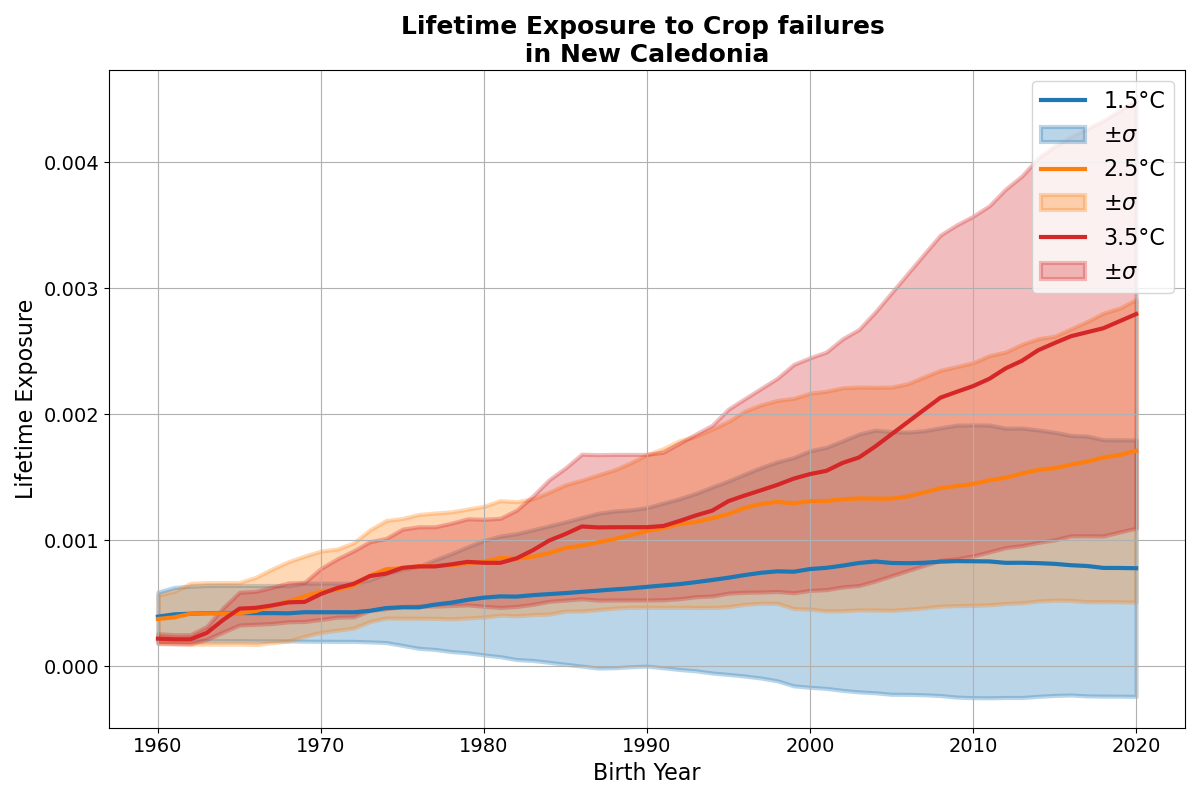 Lifetime Exposure to Crop failures
in New Caledonia
1.5°C
±σ
2.5°C
±σ
3.5°C
±σ
Lifetime Exposure
0.004
0.003
0.002
0.001
0.000
1960
1970
1980
1990
2000
2010
2020
Birth Year